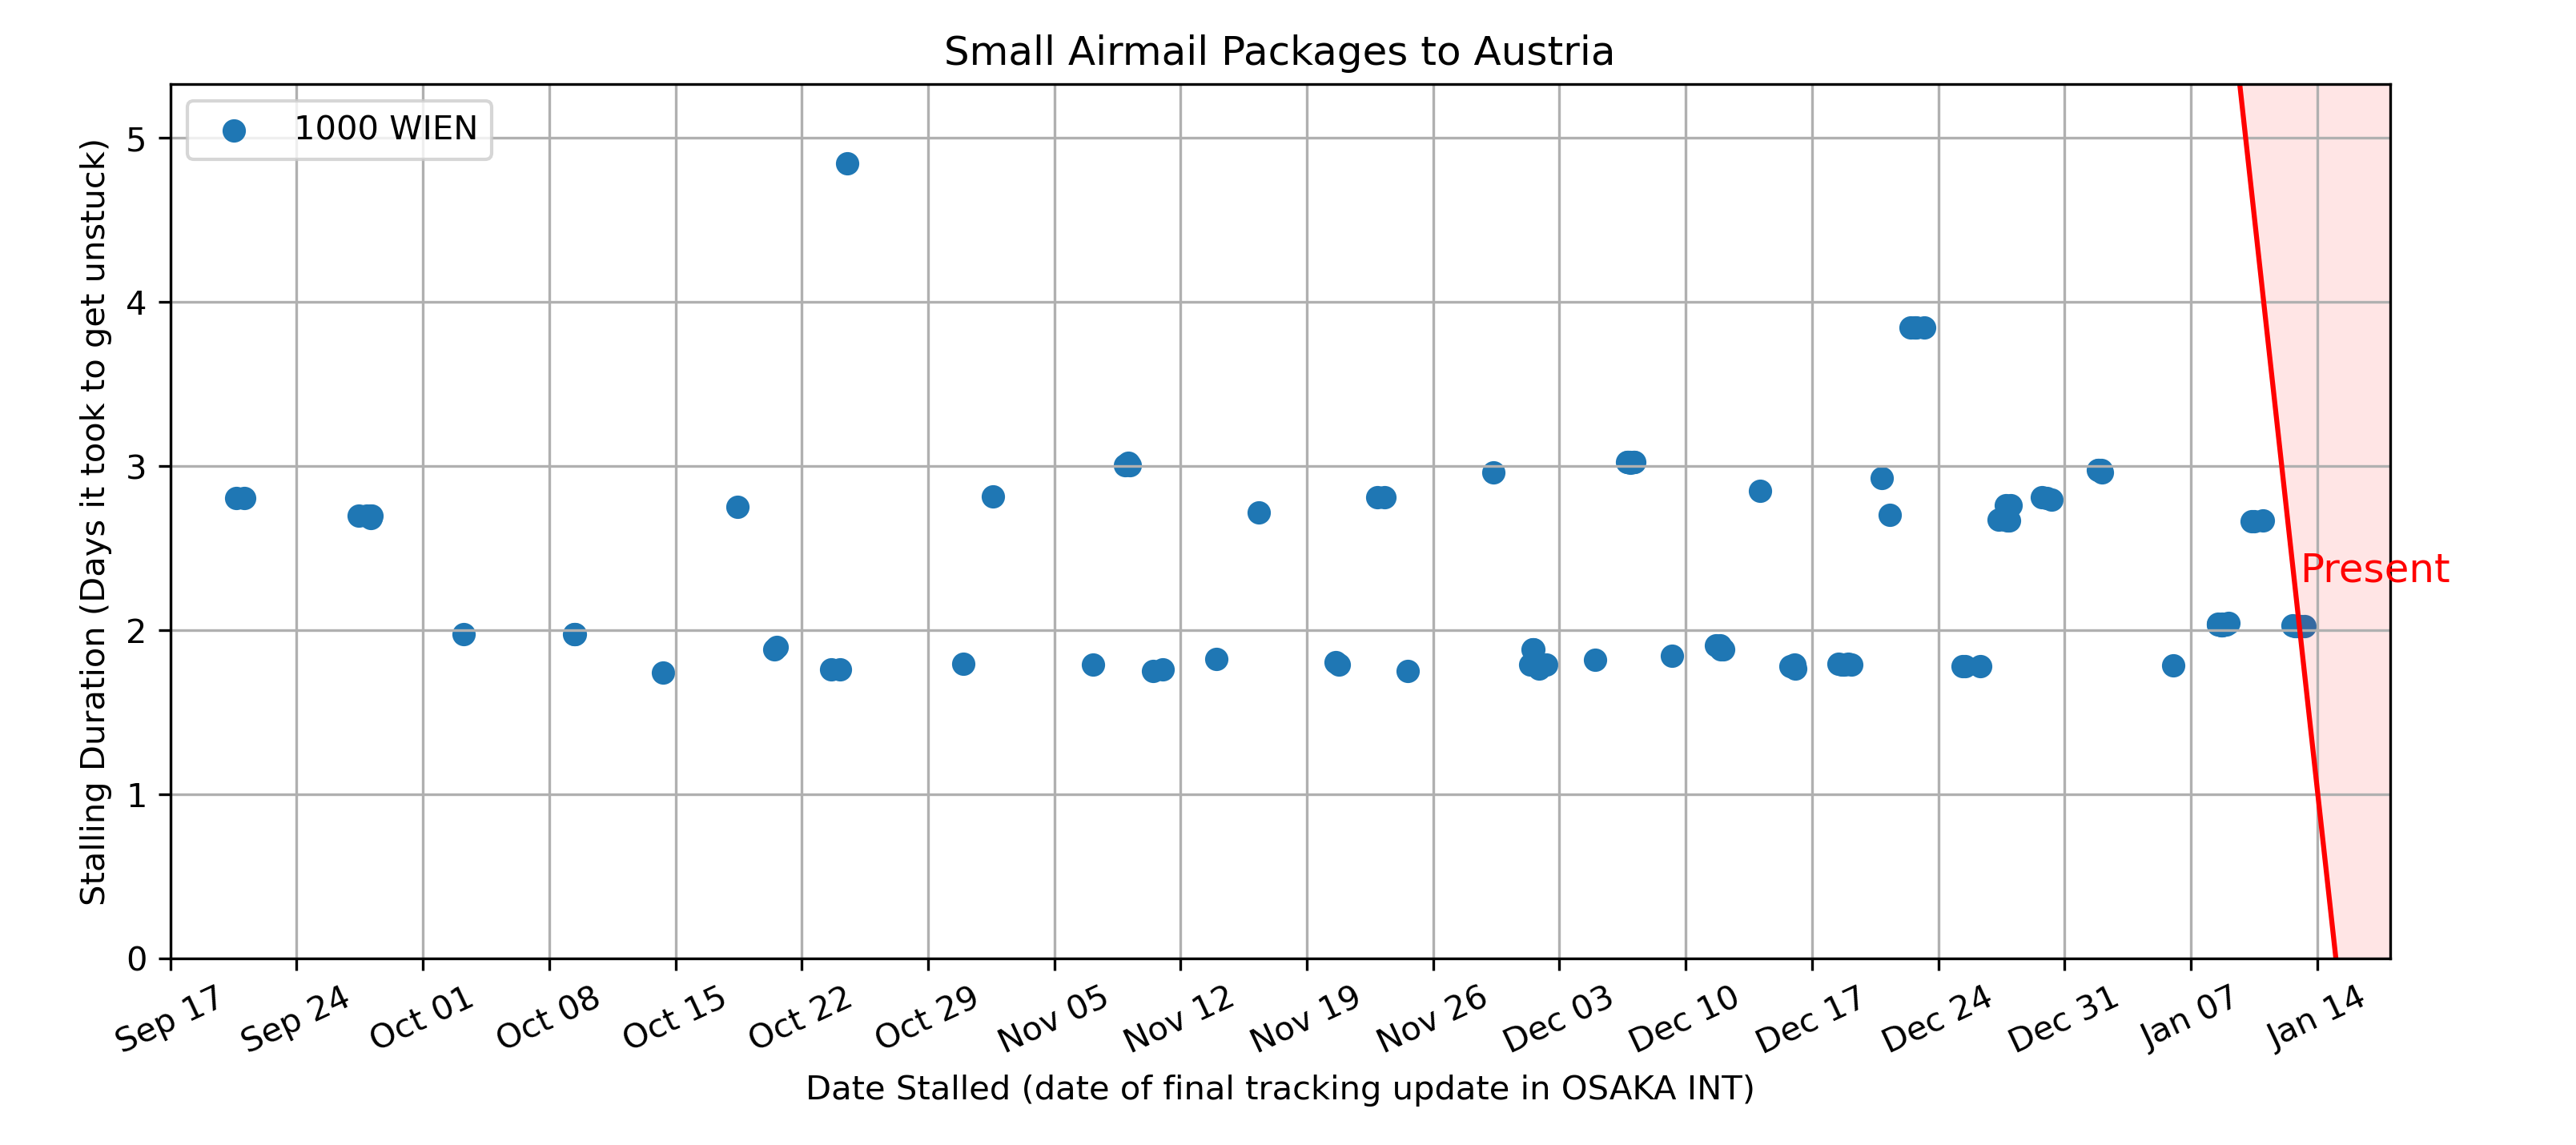 Small Airmail Packages to Austria
1000 WIEN
Stalling Duration (Days it took to get unstuck)
5
4
3
2
1
0
Present
Sep 17
Sep 24
Oct 01
Oct 08
Oct 15
Oct 22
Oct 29
Nov 05
Nov 12
Nov 19
Nov 26
Dec 03
Dec 10
Dec 17
Dec 24
Dec 31
Jan 07
Jan 14
Date Stalled (date of final tracking update in OSAKA INT)